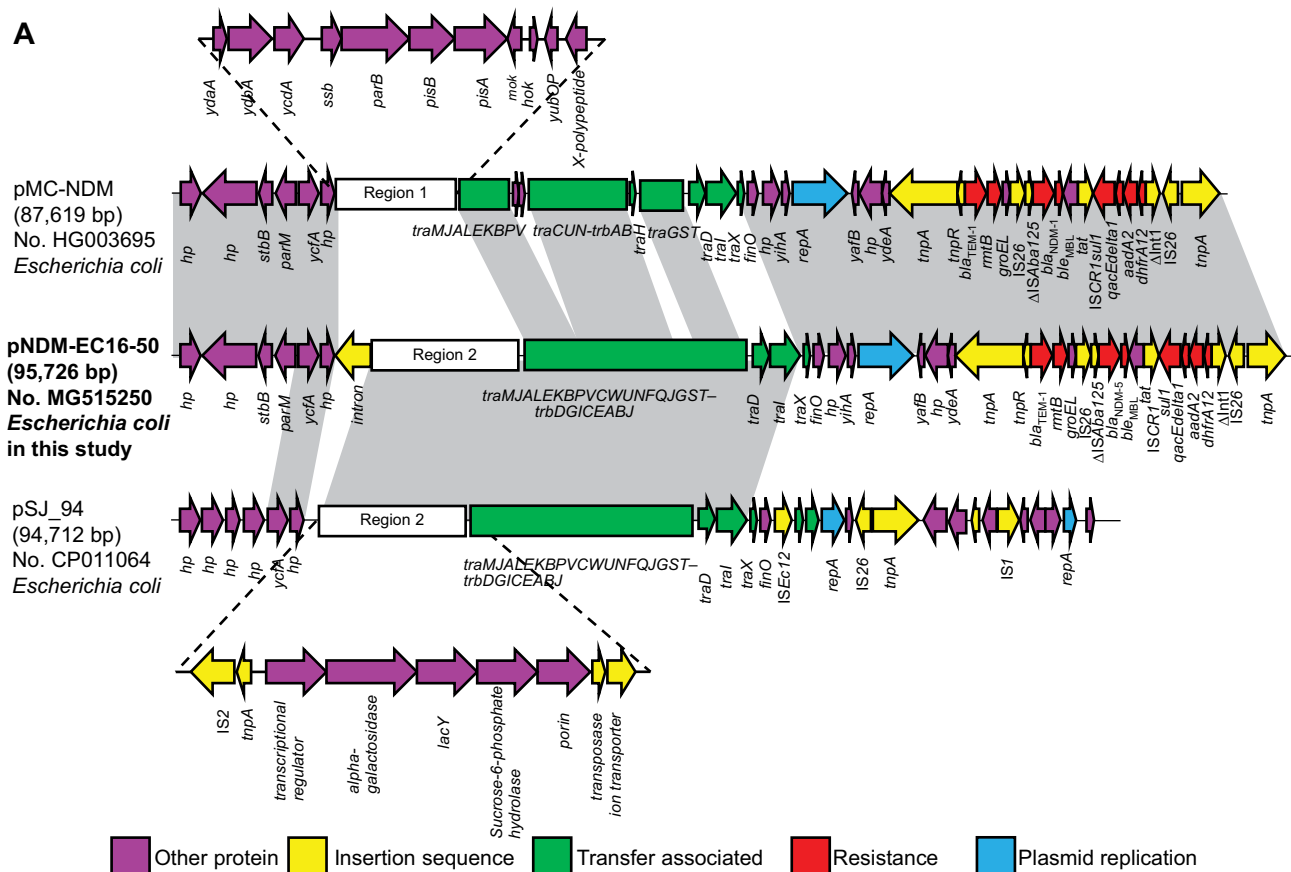 A
ydaA ydbA ycdA ssb parB pisB pisA mok hok yubOP X-polypeptide
pMC-NDM
(87,619 bp)
No. HG003695
Escherichia coli
Region 1
hp hp stbB parM ycfA hp traMJALEKBPV traCUN-trbAB traH traGST traD traI traX finO hp yihA repA yafB hp ydeA tnpA tnpR blaTEM-1 rmtB groEL IS26 ΔISAba125 blaNDM-1 bleMBL tat ISCR1 sul1 qacEdelta1 aadA2 dhfrA12 ΔInt1 IS26 tnpA
pNDM-EC16-50
(95,726 bp)
No. MG515250
Escherichia coli
in this study
Region 2
hp hp stbB parM ycfA hp intron traMJALEKBPVCWUNFQJGST–
trbDGICEABJ
traD traI traX finO hp yihA repA yafB hp ydeA tnpA tnpR blaTEM-1 rmtB groEL IS26 ΔISAba125 blaNDM-5 bleMBL tat ISCR1 sul1 qacEdelta1 aadA2 dhfrA12 ΔInt1 IS26 tnpA
pSJ_94
(94,712 bp)
No. CP011064
Escherichia coli
Region 2
hp hp hp hp ycfA hp traMJALEKBPVCWUNFQJGST–
trbDGICEABJ
traD traI traX finO ISEc12 repA IS26 tnpA IS1 repA
IS2 tnpA transcriptional
regulator
alpha-
galactosidase
lacY Sucrose-6-phosphate
hydrolase
porin transposase ion transporter
Other protein Insertion sequence Transfer associated Resistance Plasmid replication